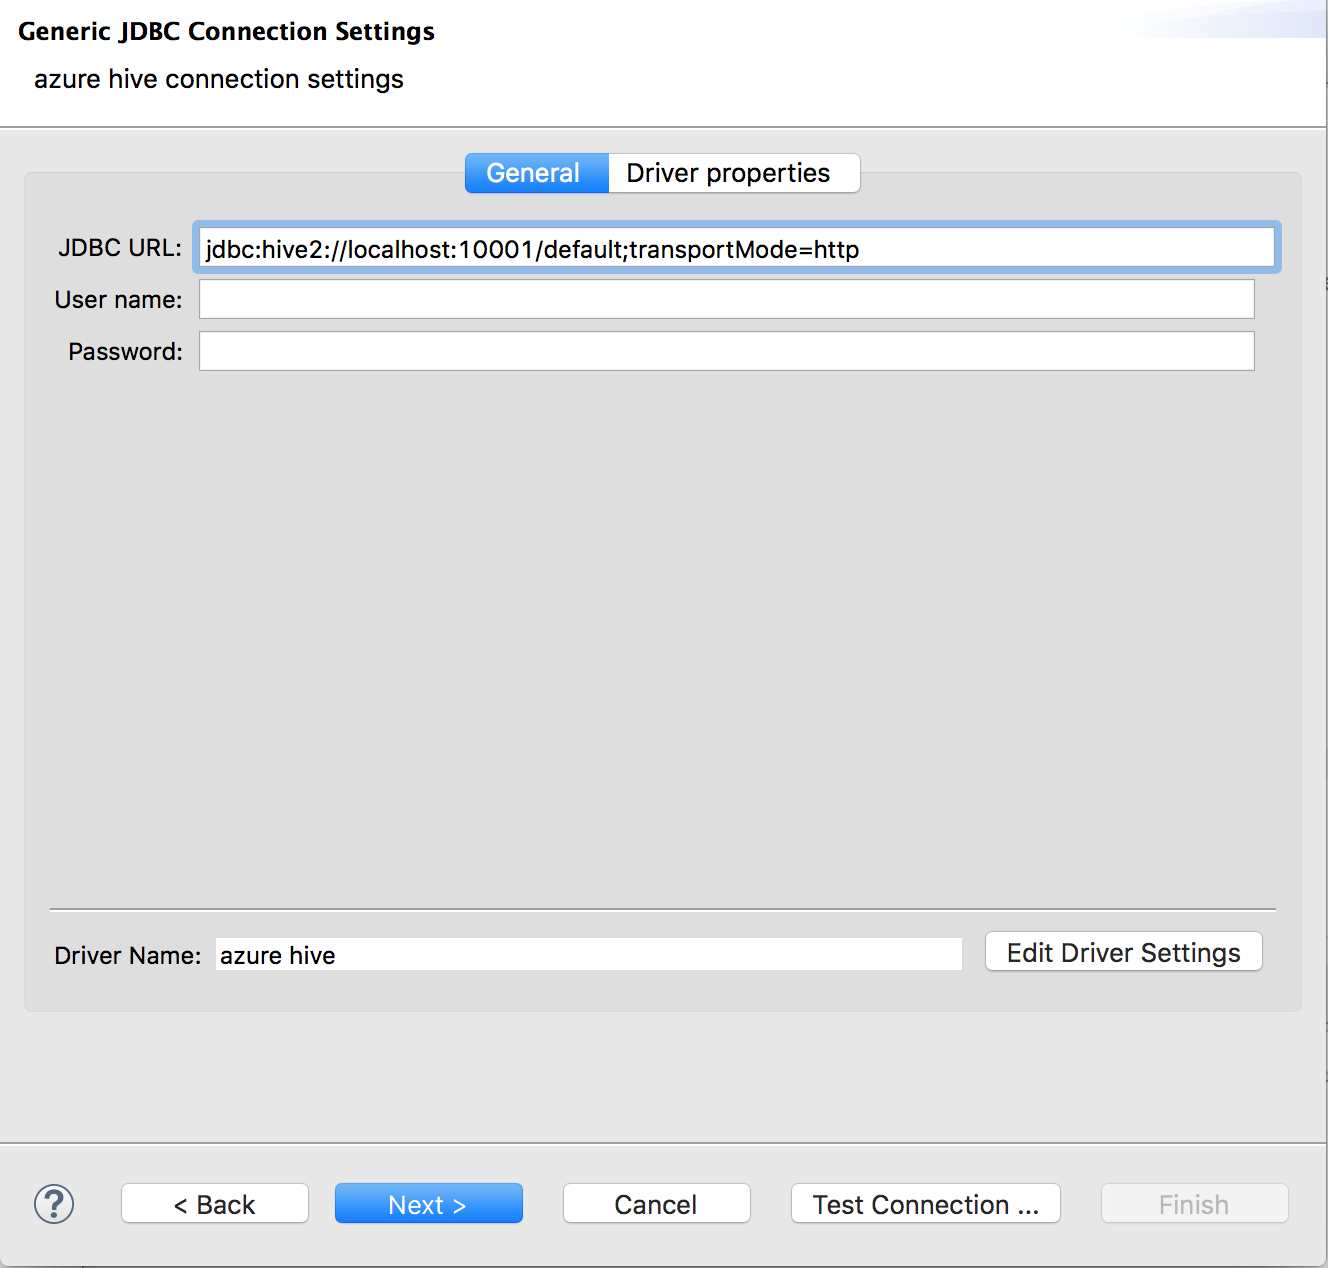 Generic JDBC Connection Settings
azure hive connection settings
General Driver properties
JDBC URL: jdbc:hive2://localhost:10001/default;transportMode=http
User name:
Password:
Driver Name: azure hive Edit Driver Settings
? < Back Next > Cancel Test Connection ... Finish